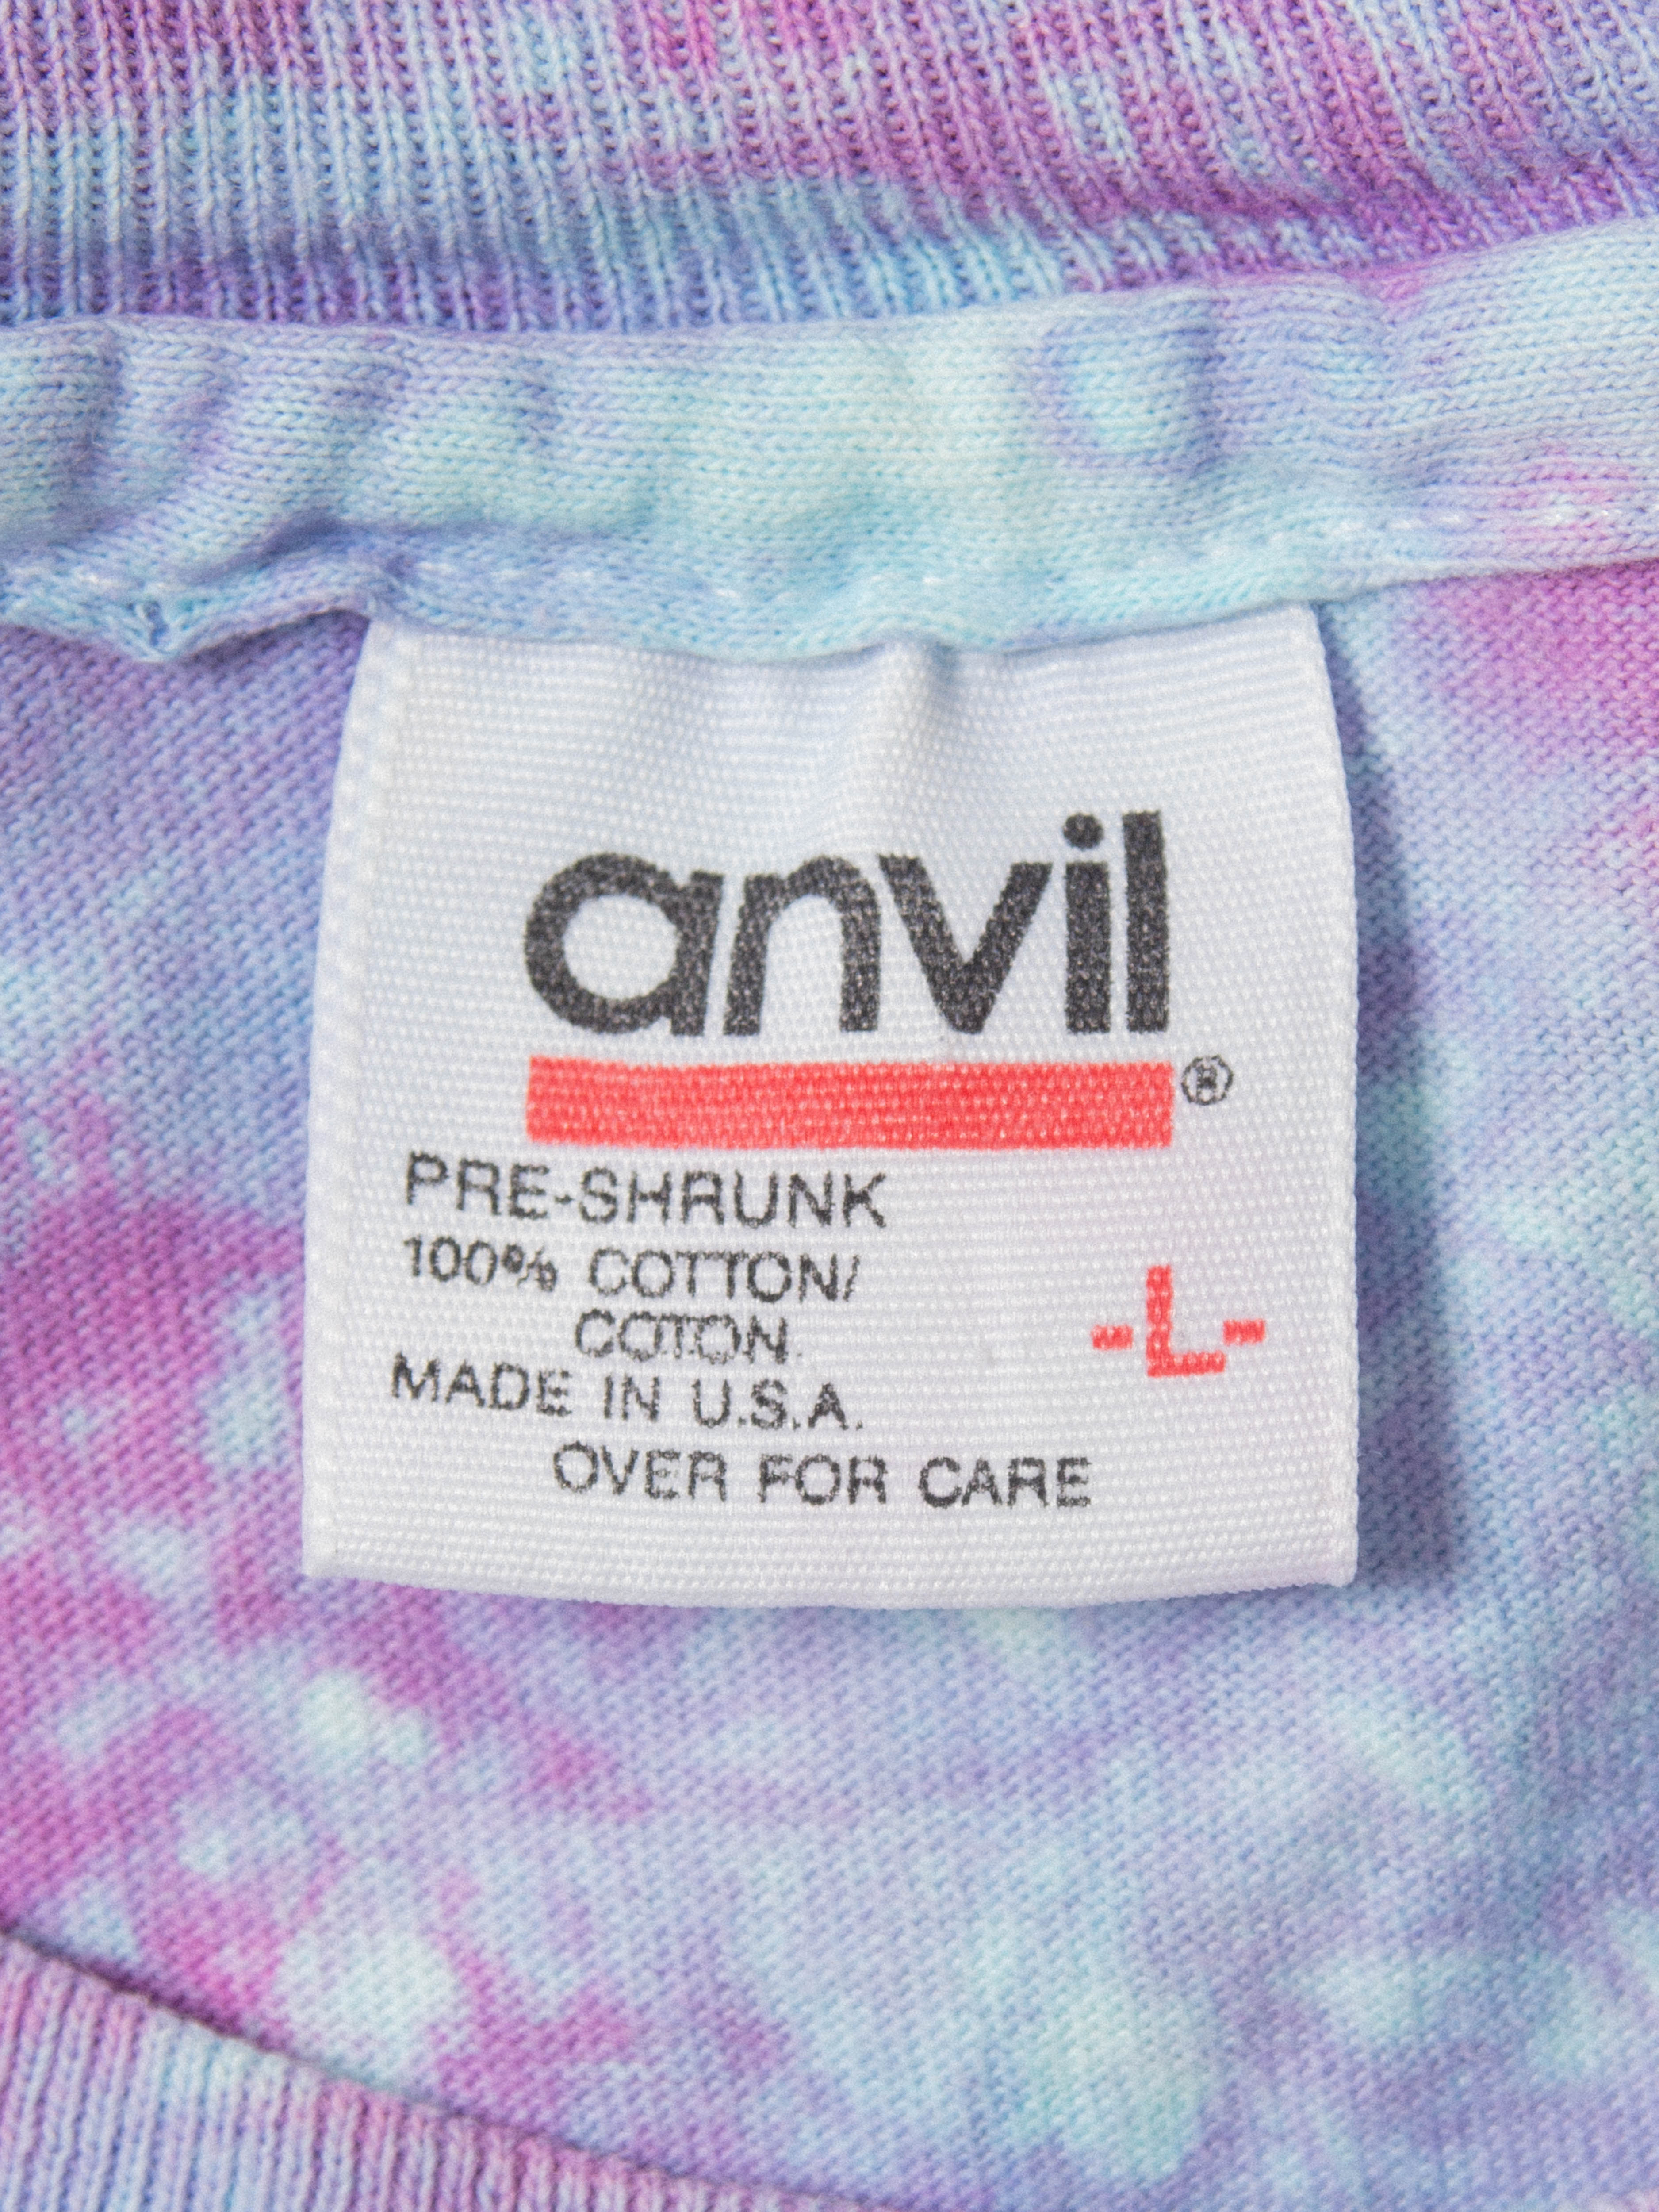 anvil
®
PRE-SHRUNK
100% COTTON/
COTON
-L-
MADE IN U.S.A.
OVER FOR CARE